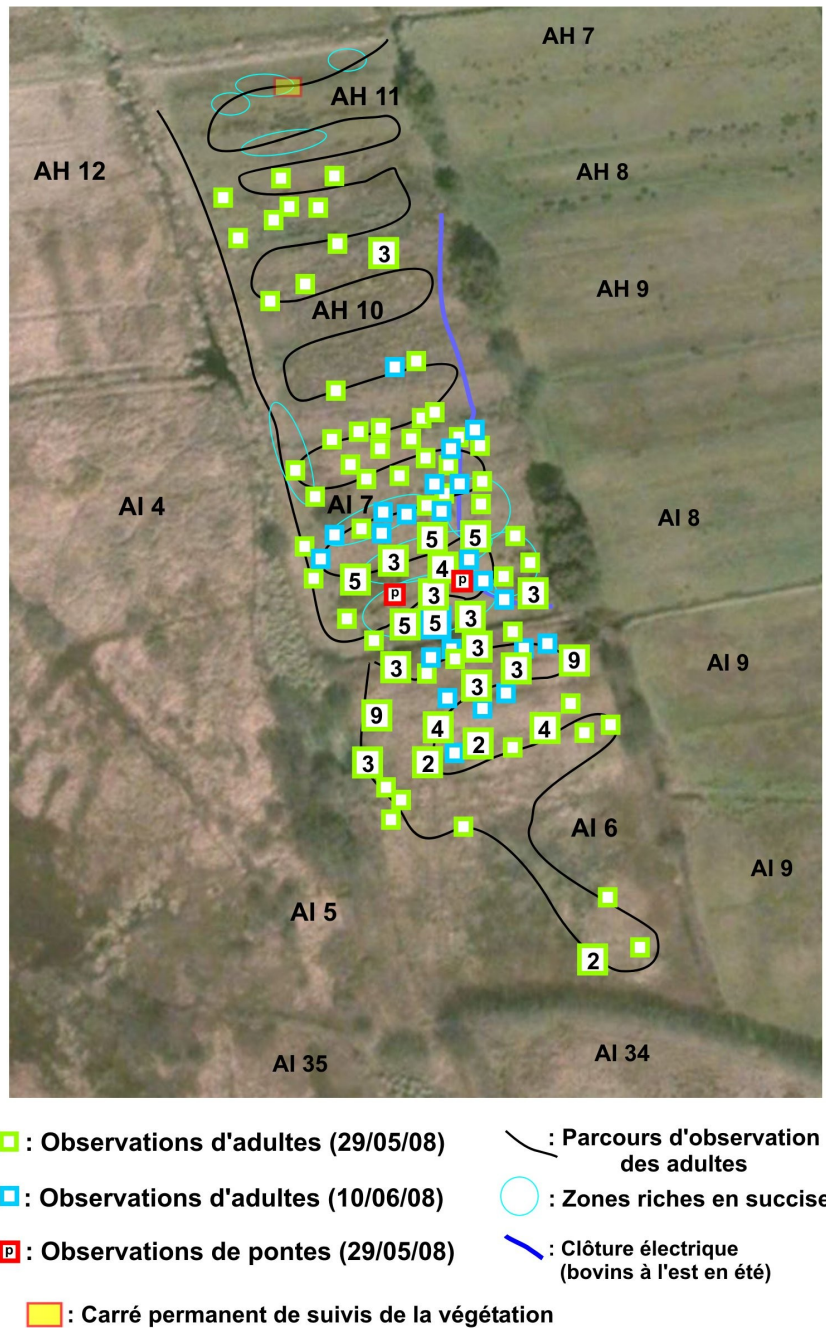 AH 7
AH 11
AH 12
AH 8
3
AH 9
AH 10
AI 7
AI 4
AI 8
5
5
3
4
5
p
p
3
3
5
5
3
3
9
3
3
AI 9
3
9
4
4
2
3
2
AI 6
AI 9
AI 5
2
AI 34
AI 35
: Observations d'adultes (29/05/08)
: Parcours d'observation
des adultes
: Observations d'adultes (10/06/08)
: Zones riches en succise
p : Observations de pontes (29/05/08)
: Clôture électrique
(bovins à l'est en été)
: Carré permanent de suivis de la végétation